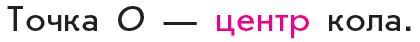 Точка О — центр кола.